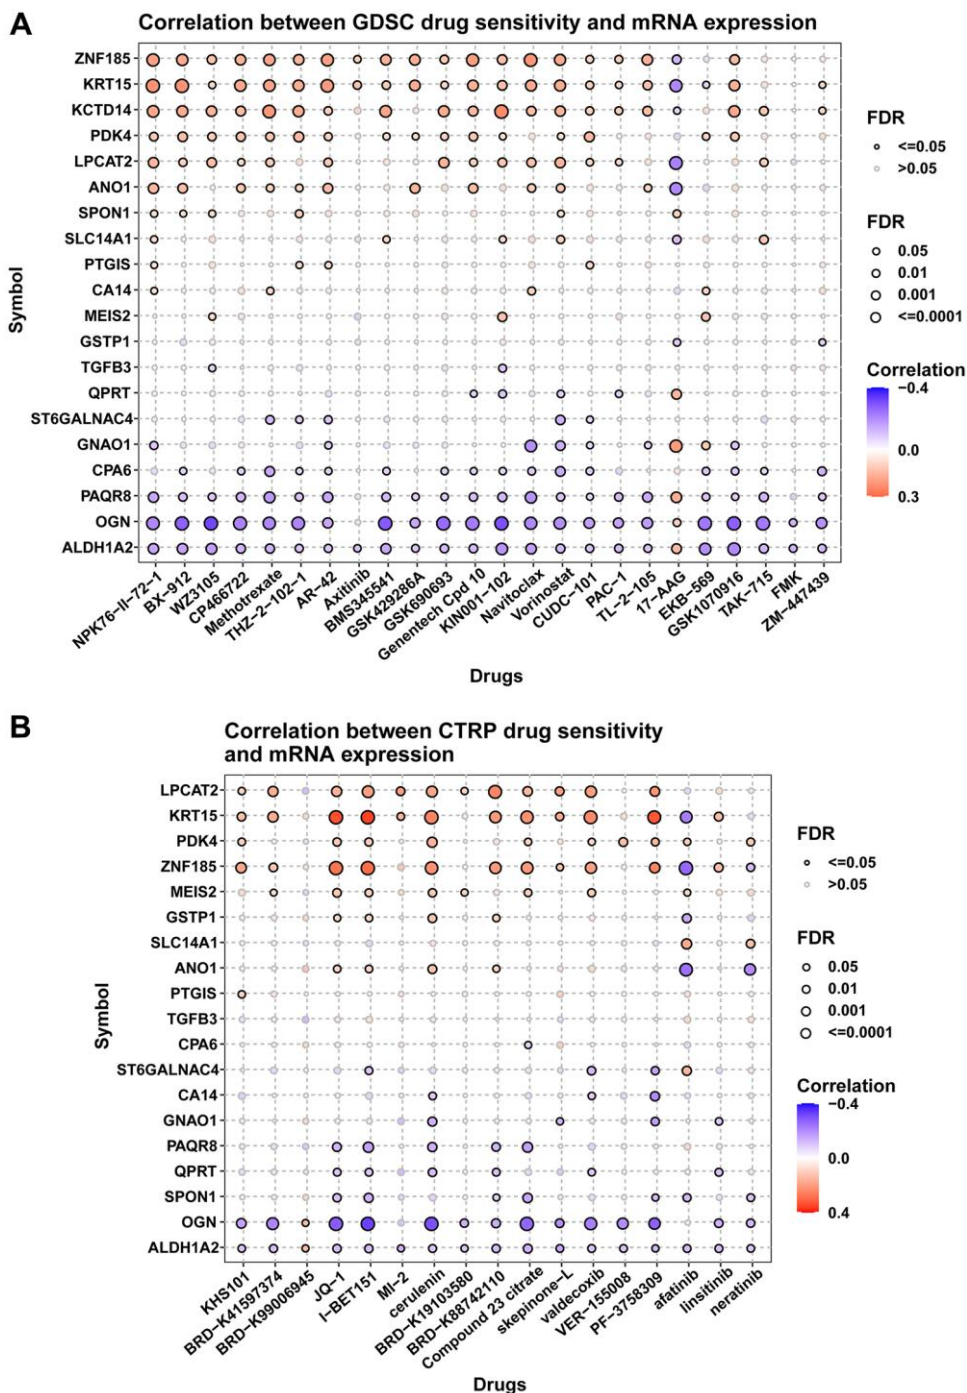 A
Correlation between GDSC drug sensitivity and mRNA expression
ZNF185
KRT15
KCTD14
PDK4
LPCAT2
ANO1
SPON1
SLC14A1
PTGIS
CA14
MEIS2
GSTP1
TGFB3
QPRT
ST6GALNAC4
GNAO1
CPA6
PAQR8
OGN
ALDH1A2
Symbol
NPK76−II−72−1
BX−912
WZ3105
CP466722
Methotrexate
THZ−2−102−1
AR−42
Axitinib
BMS345541
GSK429286A
GSK690693
Genentech Cpd 10
KIN001−102
Navitoclax
Vorinostat
CUDC−101
PAC−1
TL−2−105
17−AAG
EKB−569
GSK1070916
TAK−715
FMK
ZM−447439
Drugs
FDR
<=0.05
>0.05
FDR
0.05
0.01
0.001
<=0.0001
Correlation
−0.4
0.0
0.3
B
Correlation between CTRP drug sensitivity
and mRNA expression
LPCAT2
KRT15
PDK4
ZNF185
MEIS2
GSTP1
SLC14A1
ANO1
PTGIS
TGFB3
CPA6
ST6GALNAC4
CA14
GNAO1
PAQR8
QPRT
SPON1
OGN
ALDH1A2
Symbol
KHS101
BRD−K41597374
BRD−K99006945
JQ−1
I−BET151
MI−2
cerulenin
BRD−K19103580
BRD−K88742110
Compound 23 citrate
skepinone−L
valdecoxib
VER−155008
PF−3758309
afatinib
linsitinib
neratinib
Drugs
FDR
<=0.05
>0.05
FDR
0.05
0.01
0.001
<=0.0001
Correlation
−0.4
0.0
0.4